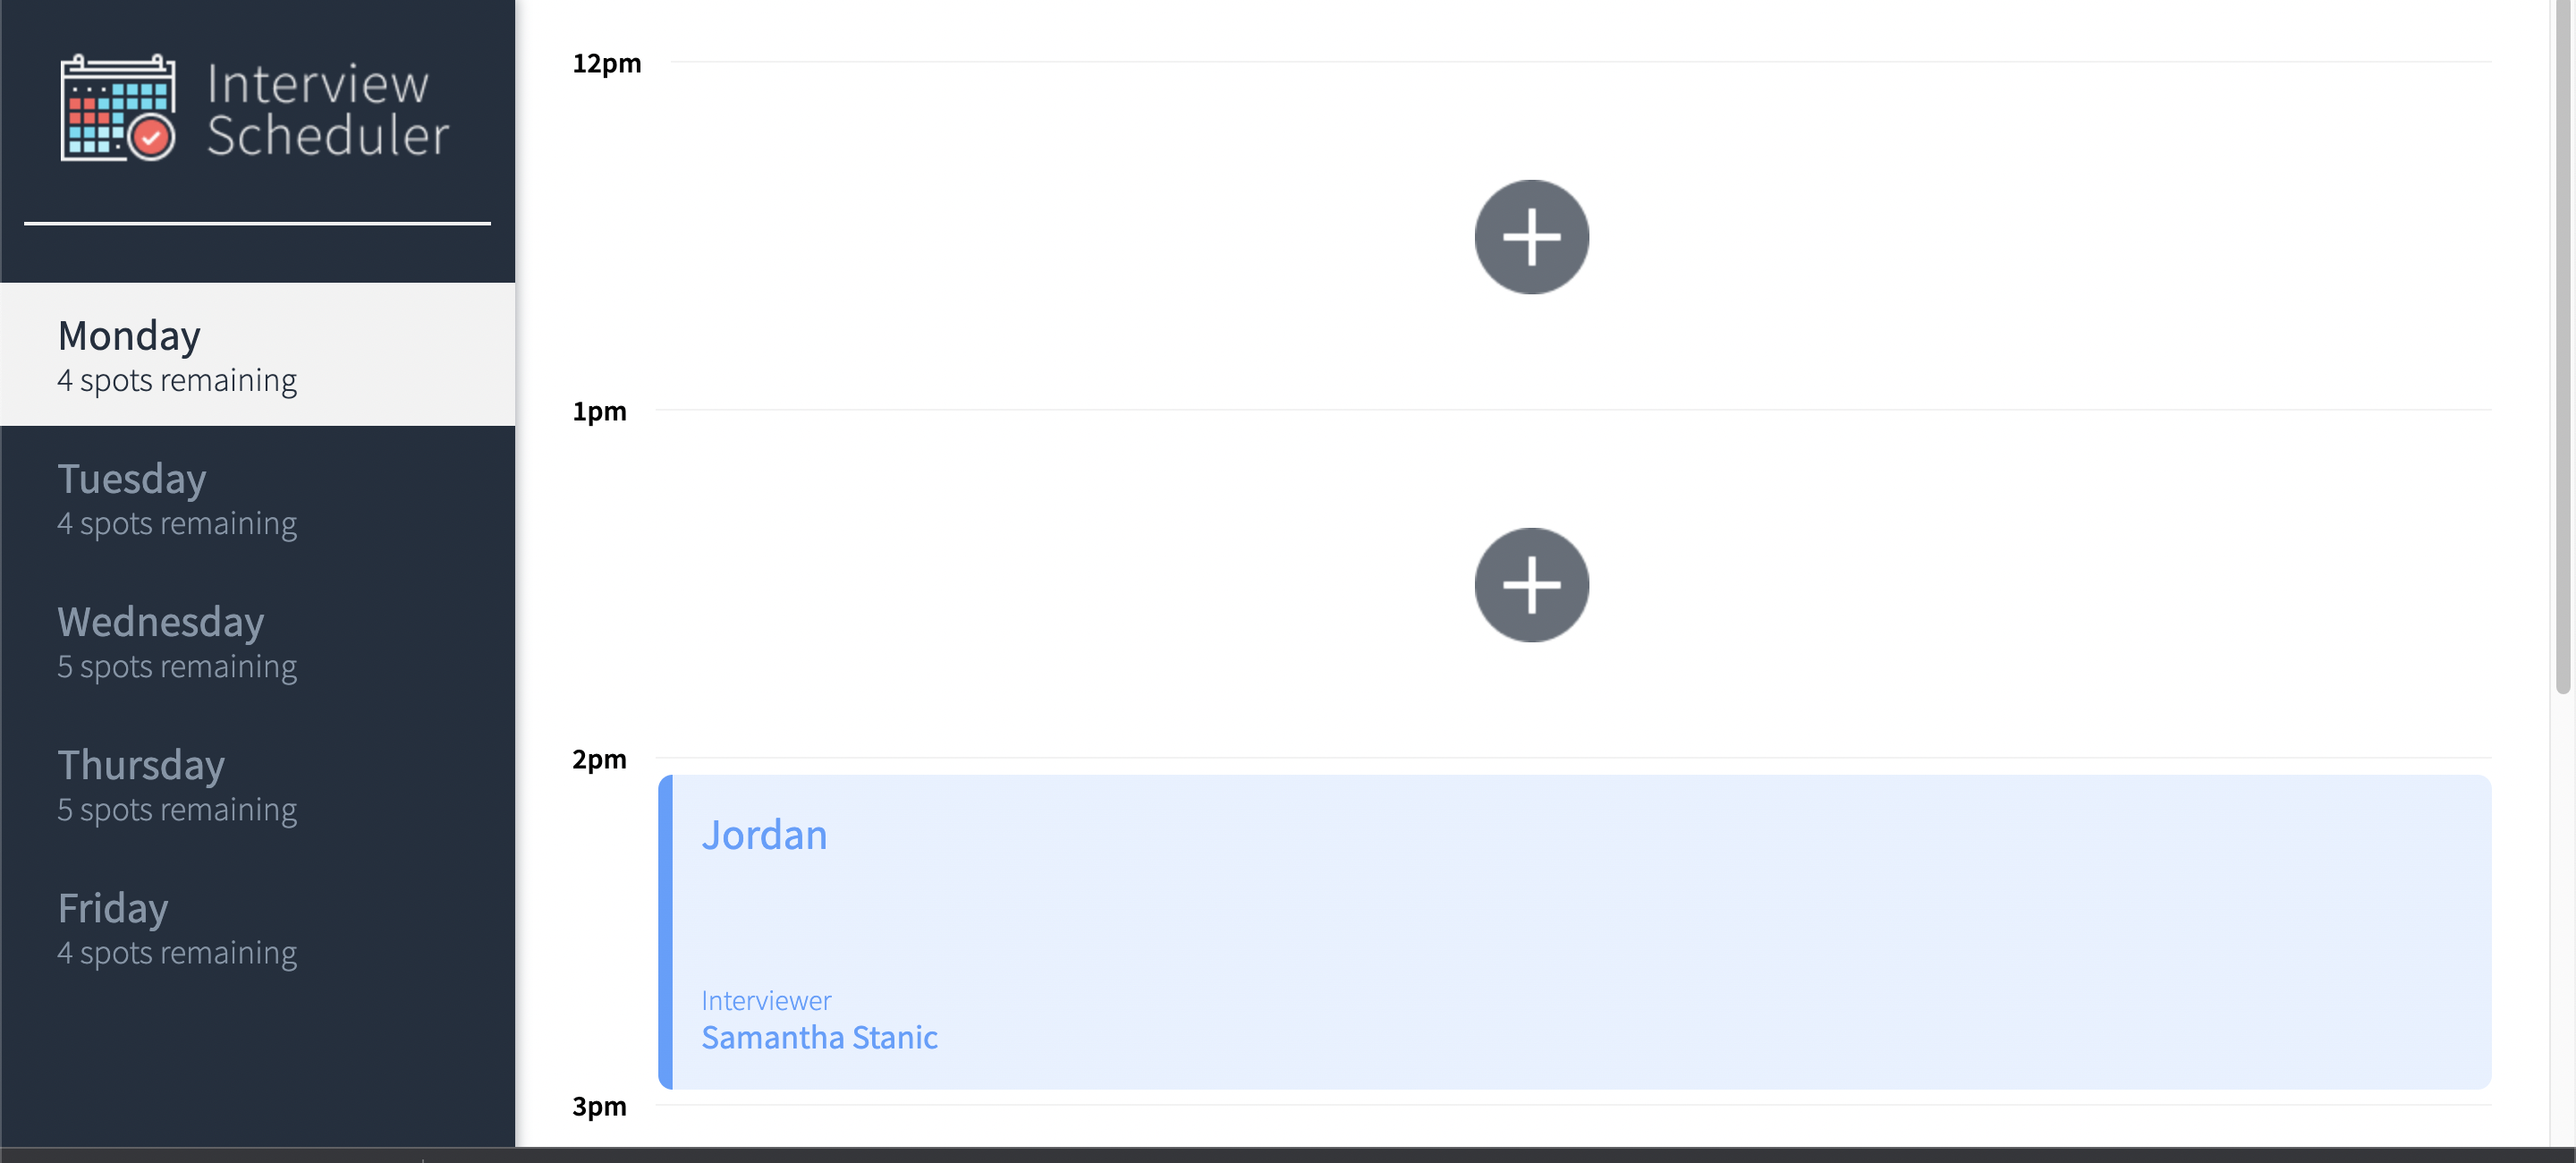 Interview
Scheduler
Monday
4 spots remaining
Tuesday
4 spots remaining
Wednesday
5 spots remaining
Thursday
5 spots remaining
Friday
4 spots remaining
12pm
1pm
2pm
Jordan
Interviewer
Samantha Stanic
3pm